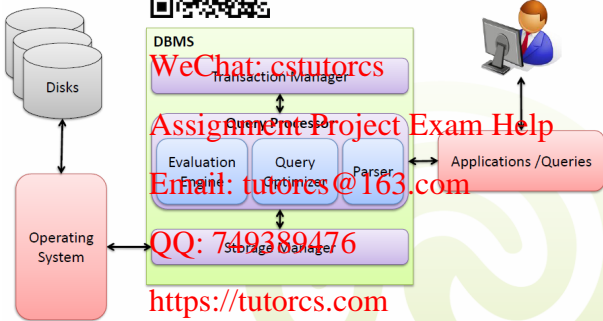 DBMS
WeChat: cstutorcs
Transaction Manager
Disks
Assignment Project Exam Help
Query Processor
Evaluation Engine
Query Optimizer
Parser
Applications /Queries
Email: tutorcs@163.com
Operating System
QQ: 749389476
Storage Manager
https://tutorcs.com